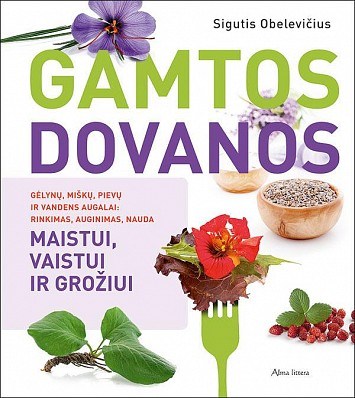 Sigutis Obelevičius
GAMTOS
DOVANOS
GĖLYNŲ, MIŠKŲ, PIEVŲ
IR VANDENS AUGALAI:
RINKIMAS, AUGINIMAS, NAUDA
MAISTUI,
VAISTUI
IR GROŽIUI
Alma littera